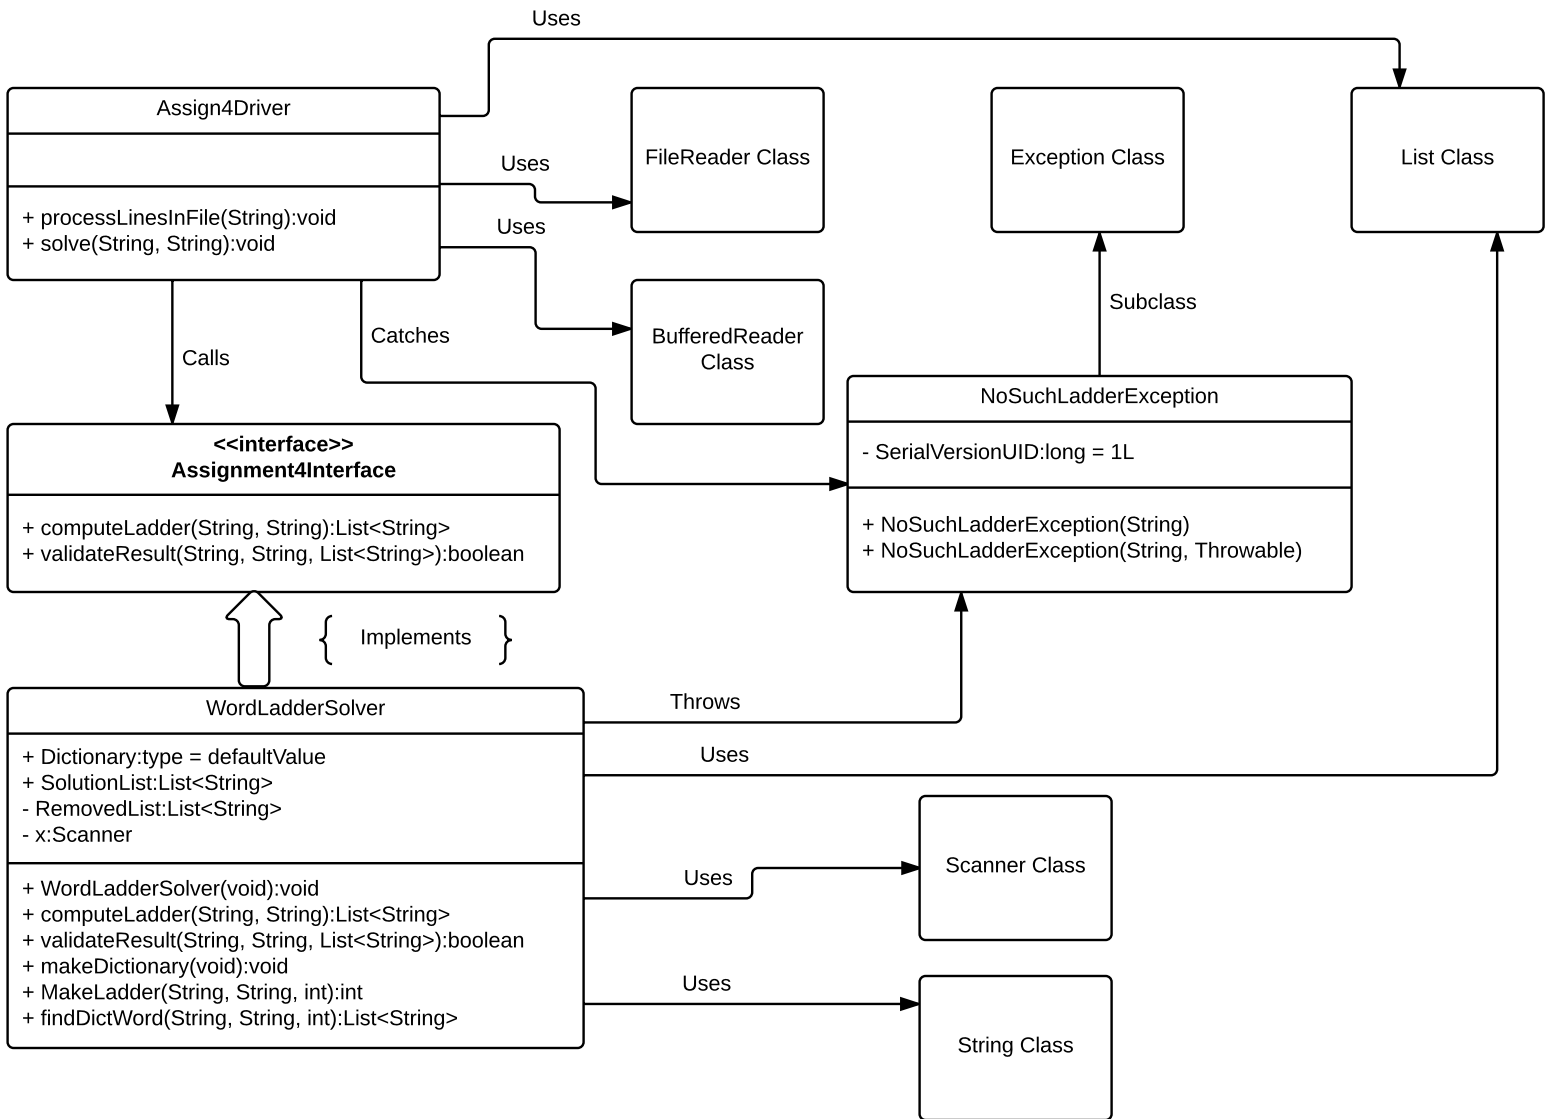 Uses
Assign4Driver
+ processLinesInFile(String):void
+ solve(String, String):void
Uses
FileReader Class
Exception Class
List Class
Uses
BufferedReader
Class
Subclass
Catches
Calls
<<interface>>
Assignment4Interface
+ computeLadder(String, String):List<String>
+ validateResult(String, String, List<String>):boolean
NoSuchLadderException
- SerialVersionUID:long = 1L
+ NoSuchLadderException(String)
+ NoSuchLadderException(String, Throwable)
{ Implements }
WordLadderSolver
+ Dictionary:type = defaultValue
+ SolutionList:List<String>
- RemovedList:List<String>
- x:Scanner
+ WordLadderSolver(void):void
+ computeLadder(String, String):List<String>
+ validateResult(String, String, List<String>):boolean
+ makeDictionary(void):void
+ MakeLadder(String, String, int):int
+ findDictWord(String, String, int):List<String>
Throws
Uses
Uses
Scanner Class
Uses
String Class